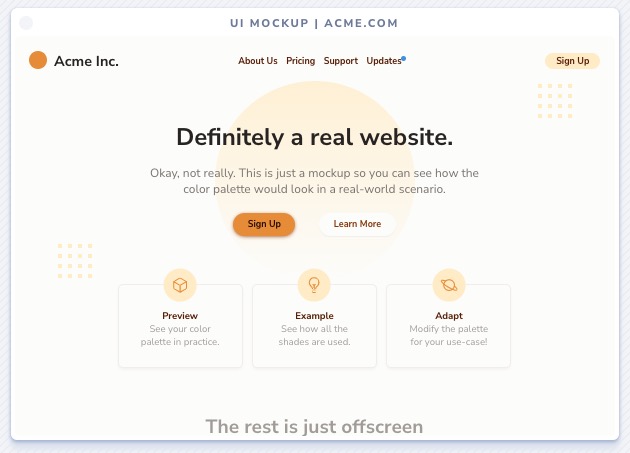 UI MOCKUP | ACME.COM
Acme Inc.
About Us Pricing Support Updates
Sign Up
Definitely a real website.
Okay, not really. This is just a mockup so you can see how the
color palette would look in a real-world scenario.
Sign Up Learn More
Preview
See your color
palette in practice.
Example
See how all the
shades are used.
Adapt
Modify the palette
for your use-case!
The rest is just offscreen